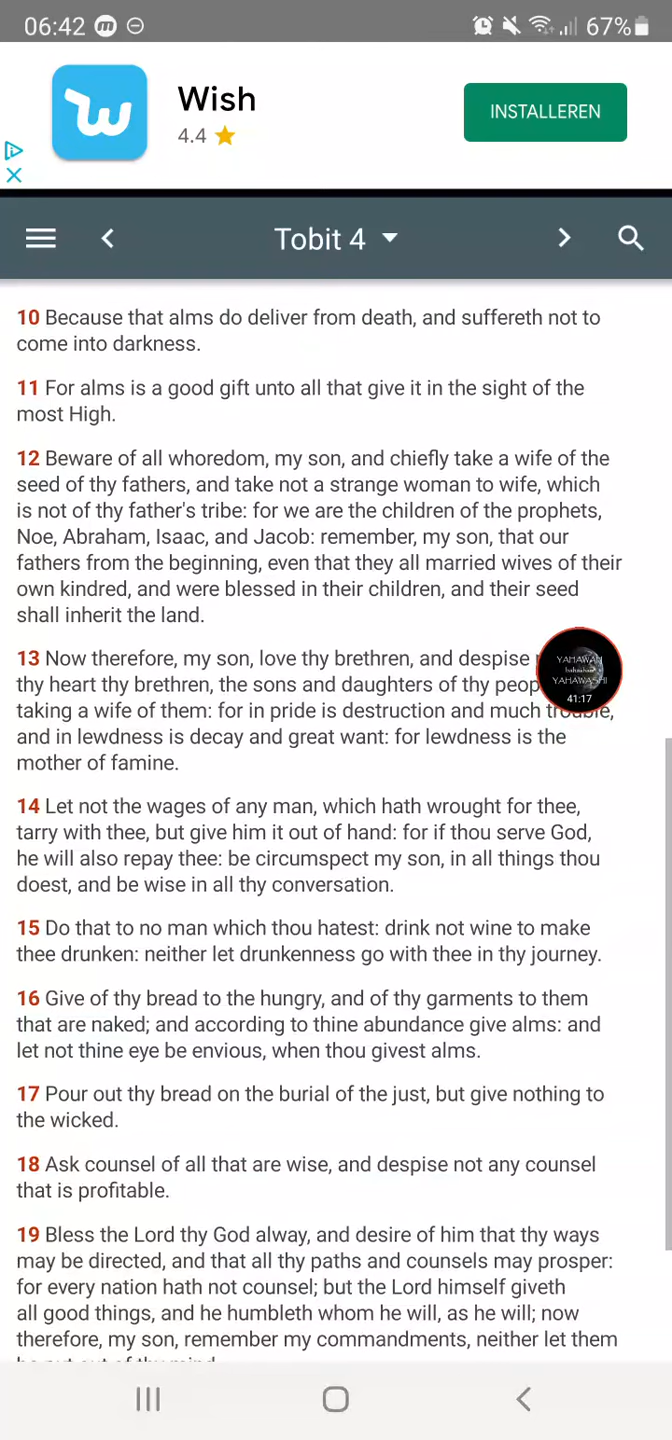 06:42
67%
Wish
4.4
INSTALLEREN
Tobit 4
10 Because that alms do deliver from death, and suffereth not to
come into darkness.
11 For alms is a good gift unto all that give it in the sight of the
most High.
12 Beware of all whoredom, my son, and chiefly take a wife of the
seed of thy fathers, and take not a strange woman to wife, which
is not of thy father's tribe: for we are the children of the prophets,
Noe, Abraham, Isaac, and Jacob: remember, my son, that our
fathers from the beginning, even that they all married wives of their
own kindred, and were blessed in their children, and their seed
shall inherit the land.
13 Now therefore, my son, love thy brethren, and despise
thy heart thy brethren, the sons and daughters of thy peop
taking a wife of them: for in pride is destruction and much trouble,
and in lewdness is decay and great want: for lewdness is the
mother of famine.
YAHAWAH
YAHAWASHI
41:17
14 Let not the wages of any man, which hath wrought for thee,
tarry with thee, but give him it out of hand: for if thou serve God,
he will also repay thee: be circumspect my son, in all things thou
doest, and be wise in all thy conversation.
15 Do that to no man which thou hatest: drink not wine to make
thee drunken: neither let drunkenness go with thee in thy journey.
16 Give of thy bread to the hungry, and of thy garments to them
that are naked; and according to thine abundance give alms: and
let not thine eye be envious, when thou givest alms.
17 Pour out thy bread on the burial of the just, but give nothing to
the wicked.
18 Ask counsel of all that are wise, and despise not any counsel
that is profitable.
19 Bless the Lord thy God alway, and desire of him that thy ways
may be directed, and that all thy paths and counsels may prosper:
for every nation hath not counsel; but the Lord himself giveth
all good things, and he humbleth whom he will, as he will; now
therefore, my son, remember my commandments, neither let them